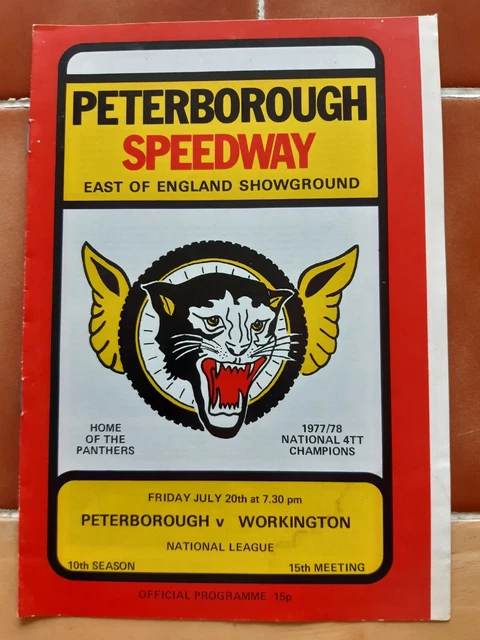 PETERBOROUGH
SPEEDWAY
EAST OF ENGLAND SHOWGROUND
HOME
OF THE
PANTHERS
1977/78
NATIONAL 4TT
CHAMPIONS
FRIDAY JULY 20th at 7.30 pm
PETERBOROUGH v WORKINGTON
NATIONAL LEAGUE
10th SEASON 15th MEETING
OFFICIAL PROGRAMME 15p